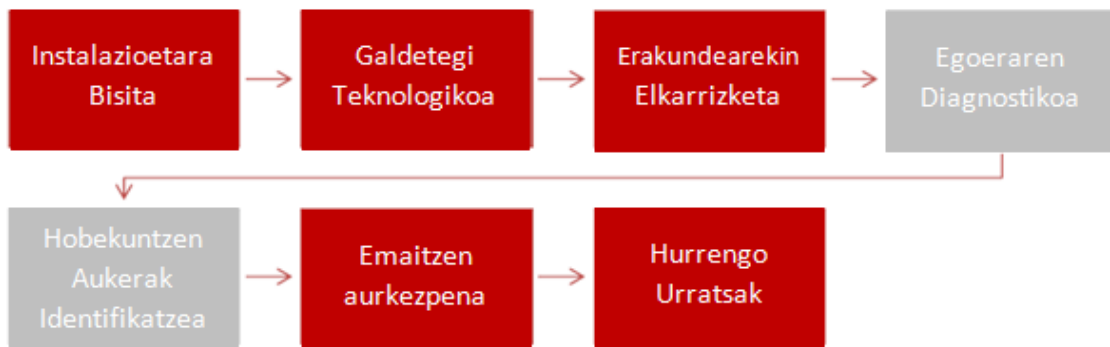 Instalazioetara
Bisita
Galdetegi
Teknologikoa
Erakundearekin
Elkarrizketa
Egoeraren
Diagnostikoa
Hobekuntzen
Aukerak
Identifikatzea
Emaitzen
aurkezpena
Hurrengo
Urratsak